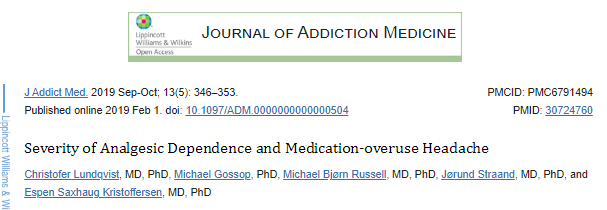 Lippincott
Williams & Wilkins
Open Access
JOURNAL OF ADDICTION MEDICINE
J Addict Med. 2019 Sep-Oct; 13(5): 346–353.
PMCID: PMC6791494
Published online 2019 Feb 1. doi: 10.1097/ADM.0000000000000504
PMID: 30724760
Lippincott Williams & Wi
Severity of Analgesic Dependence and Medication-overuse Headache
Christofer Lundqvist, MD, PhD, Michael Gossop, PhD, Michael Bjørn Russell, MD, PhD, Jørund Straand, MD, PhD, and
Espen Saxhaug Kristoffersen, MD, PhD